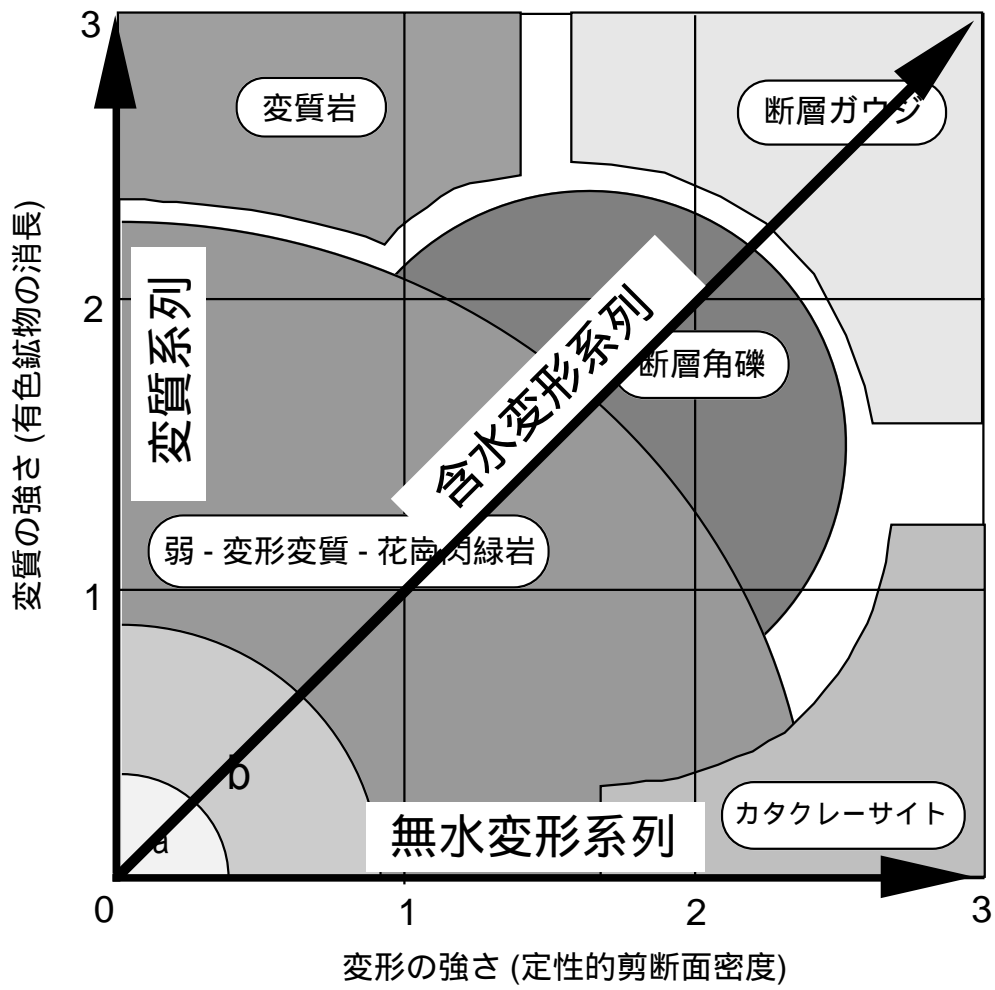 3
変質岩
断層ガウジ
変質の強さ (有色鉱物の消長)
変質系列
2
含水変形系列
断層角礫
弱 - 変形変質 - 花崗閃緑岩
1
b
a
無水変形系列
カタクレーサイト
0
1
2
3
変形の強さ (定性的剪断面密度)